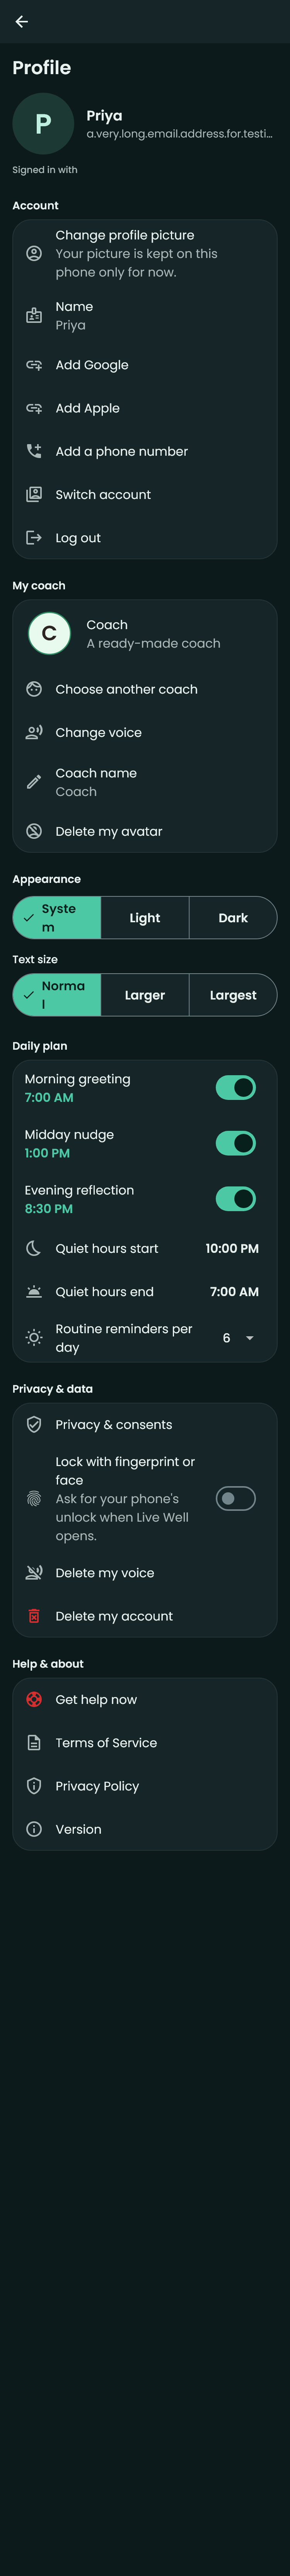 Profile
P
Priya
a.very.long.email.address.for.testi...
Signed in with
Account
Change profile picture
Your picture is kept on this
phone only for now.
Name
Priya
Add Google
Add Apple
Add a phone number
Switch account
Log out
My coach
C
Coach
A ready-made coach
Choose another coach
Change voice
Coach name
Coach
Delete my avatar
Appearance
Syste
m
Light
Dark
Text size
Norma
l
Larger
Largest
Daily plan
Morning greeting
7:00 AM
Midday nudge
1:00 PM
Evening reflection
8:30 PM
Quiet hours start
10:00 PM
Quiet hours end
7:00 AM
Routine reminders per
day
6
Privacy & data
Privacy & consents
Lock with fingerprint or
face
Ask for your phone's
unlock when Live Well
opens.
Delete my voice
Delete my account
Help & about
Get help now
Terms of Service
Privacy Policy
Version